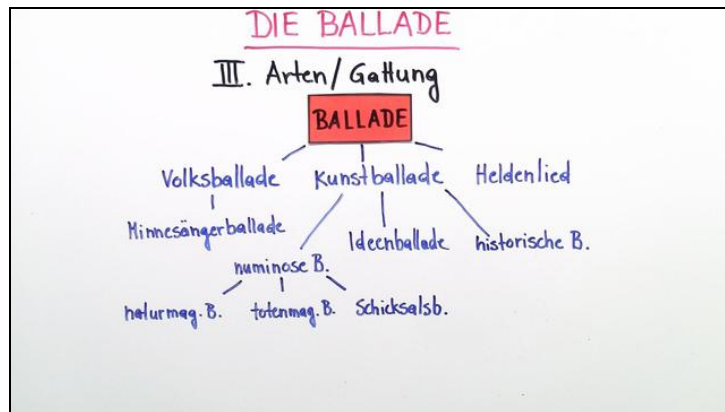 DIE BALLADE
III. Arten/Gattung
BALLADE
Volksballade Kunstballade Heldenlied
Minnesängerballade
Ideenballade historische B.
numinose B.
naturmag. B. totenmag. B. Schicksalsb.